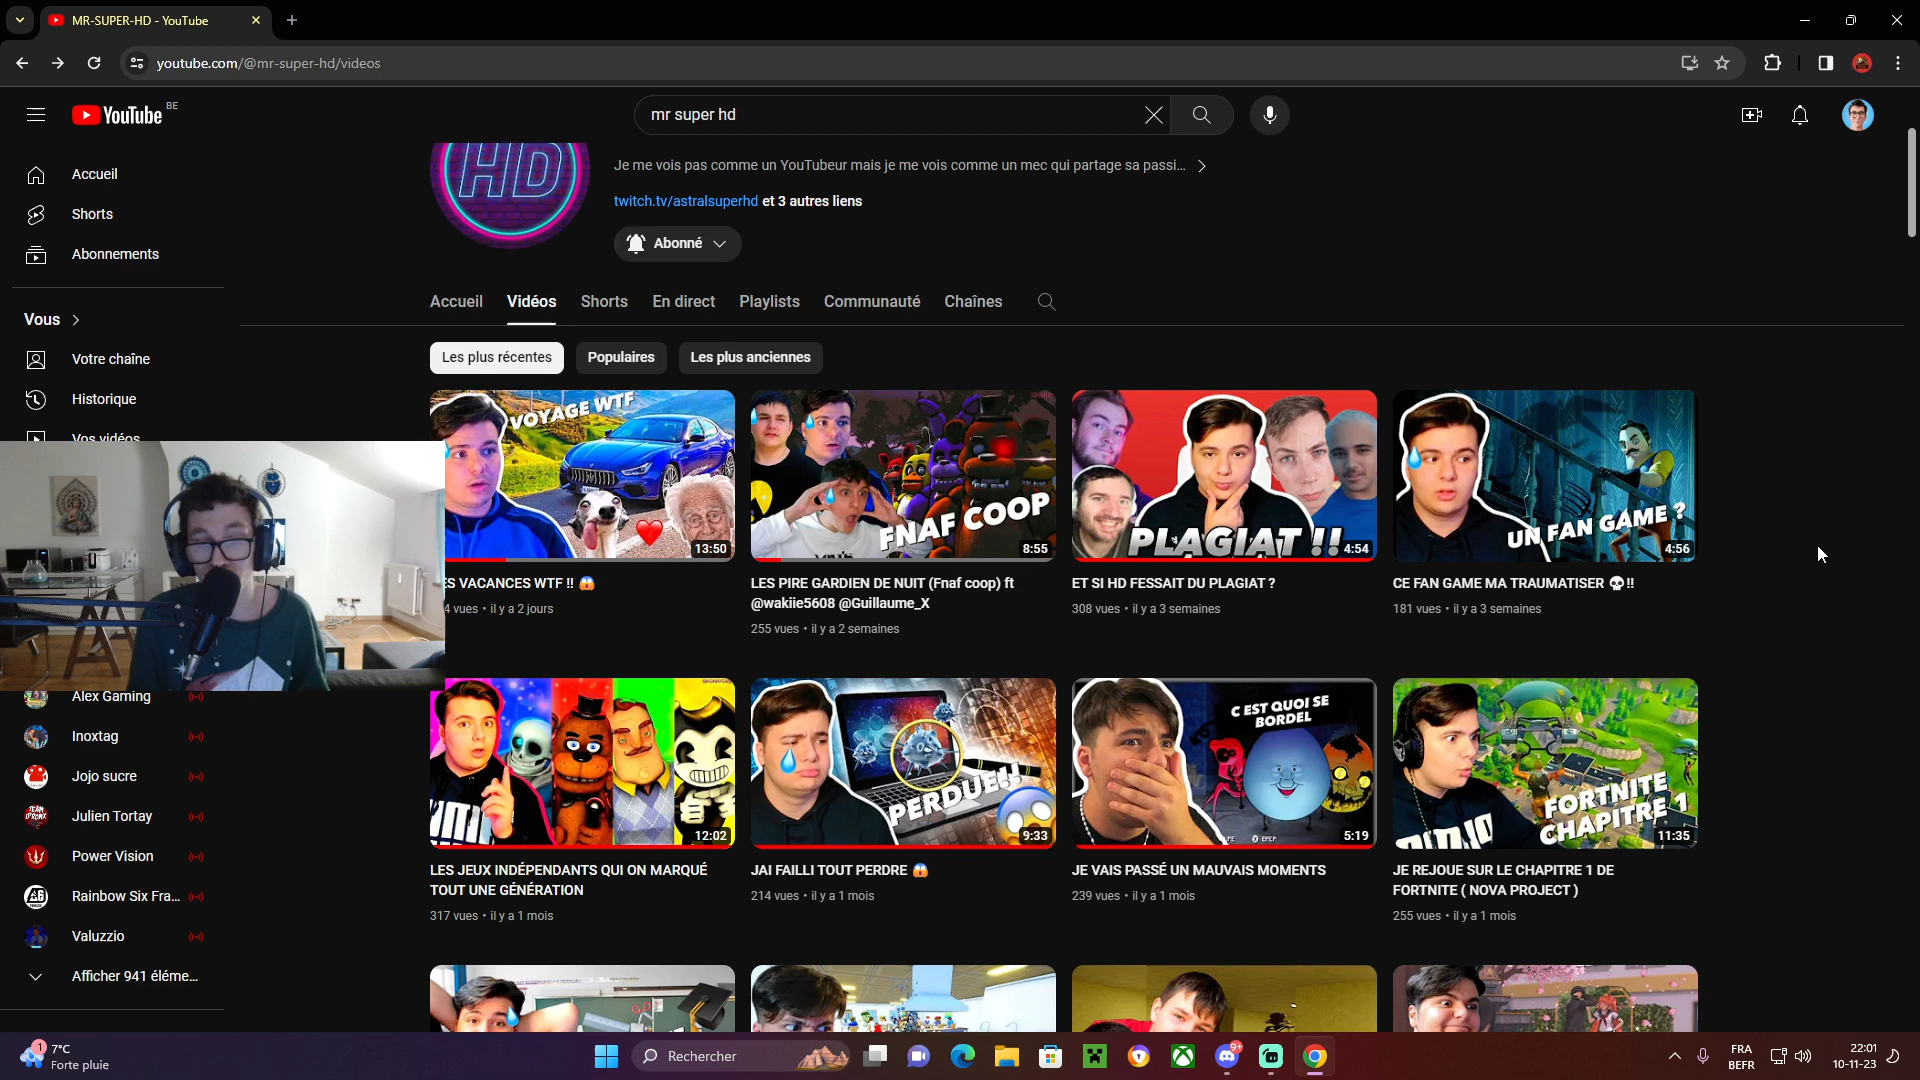 MR-SUPER-HD - YouTube
youtube.com/@mr-super-hd/videos
YouTube BE
mr super hd
Accueil
Shorts
Abonnements
Vous
Votre chaîne
Historique
Vos vidéos
Alex Gaming
Inoxtag
Jojo sucre
Julien Tortay
Power Vision
Rainbow Six Fra...
Valuzzio
Afficher 941 éléme...
HD
Je me vois pas comme un YouTubeur mais je me vois comme un mec qui partage sa passi...
twitch.tv/astralsuperhd et 3 autres liens
Abonné
Accueil Vidéos Shorts En direct Playlists Communauté Chaînes
Les plus récentes Populaires Les plus anciennes
VOYAGE WTF
13:50
ES VACANCES WTF !! 😱
4 vues • il y a 2 jours
FNAF COOP
8:55
LES PIRE GARDIEN DE NUIT (Fnaf coop) ft
@wakiie5608 @Guillaume_X
255 vues • il y a 2 semaines
PLAGIAT !!
4:54
ET SI HD FESSAIT DU PLAGIAT ?
308 vues • il y a 3 semaines
UN FAN GAME ?
4:56
CE FAN GAME MA TRAUMATISER 💀!!
181 vues • il y a 3 semaines
12:02
LES JEUX INDÉPENDANTS QUI ON MARQUÉ
TOUT UNE GÉNÉRATION
317 vues • il y a 1 mois
PERDUE!!
9:33
JAI FAILLI TOUT PERDRE 😱
214 vues • il y a 1 mois
C EST QUOI SE
BORDEL
5:19
JE VAIS PASSÉ UN MAUVAIS MOMENTS
239 vues • il y a 1 mois
FORTNITE
CHAPITRE 1
11:35
JE REJOUE SUR LE CHAPITRE 1 DE
FORTNITE ( NOVA PROJECT )
255 vues • il y a 1 mois
1
7°C
Forte pluie
Rechercher
9+
FRA
BEFR
22:01
10-11-23